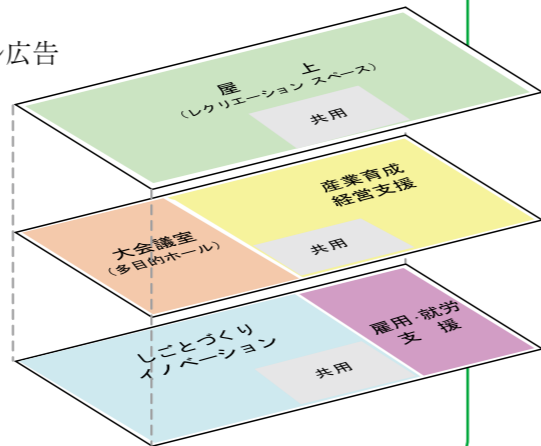 ン広告
屋上
(レクリエーション スペース)
共用
産業育成
経営支援
大会議室
(多目的ホール)
共用
しごとづくり
イノベーション
雇用・就労
支援
共用